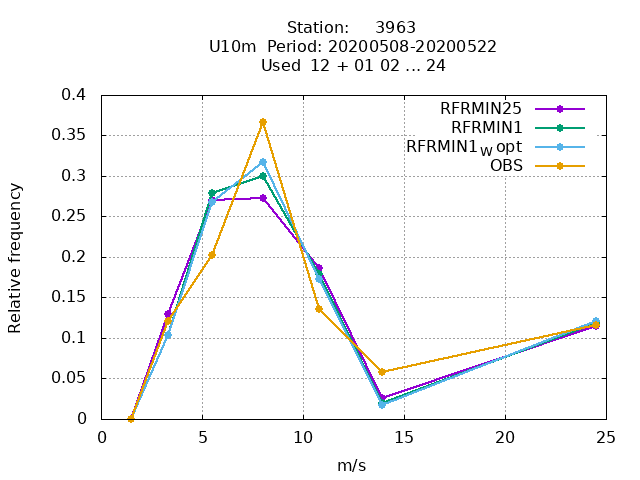 Station:     3963
U10m  Period: 20200508-20200522
Used  12 + 01 02 ... 24
0.4
0.35
0.3
0.25
0.2
0.15
0.1
0.05
0
Relative frequency
RFRMIN25
RFRMIN1
RFRMIN1W opt
OBS
0 5 10 15 20 25
m/s